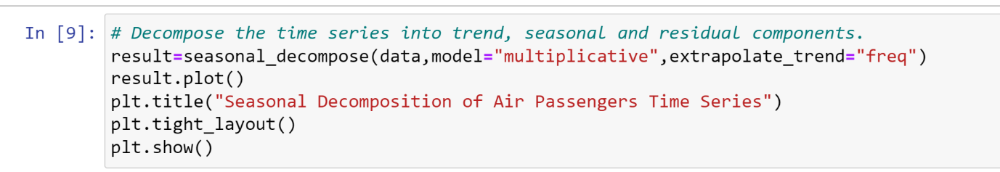 In [9]: # Decompose the time series into trend, seasonal and residual components.
result=seasonal_decompose(data,model="multiplicative",extrapolate_trend="freq")
result.plot()
plt.title("Seasonal Decomposition of Air Passengers Time Series")
plt.tight_layout()
plt.show()